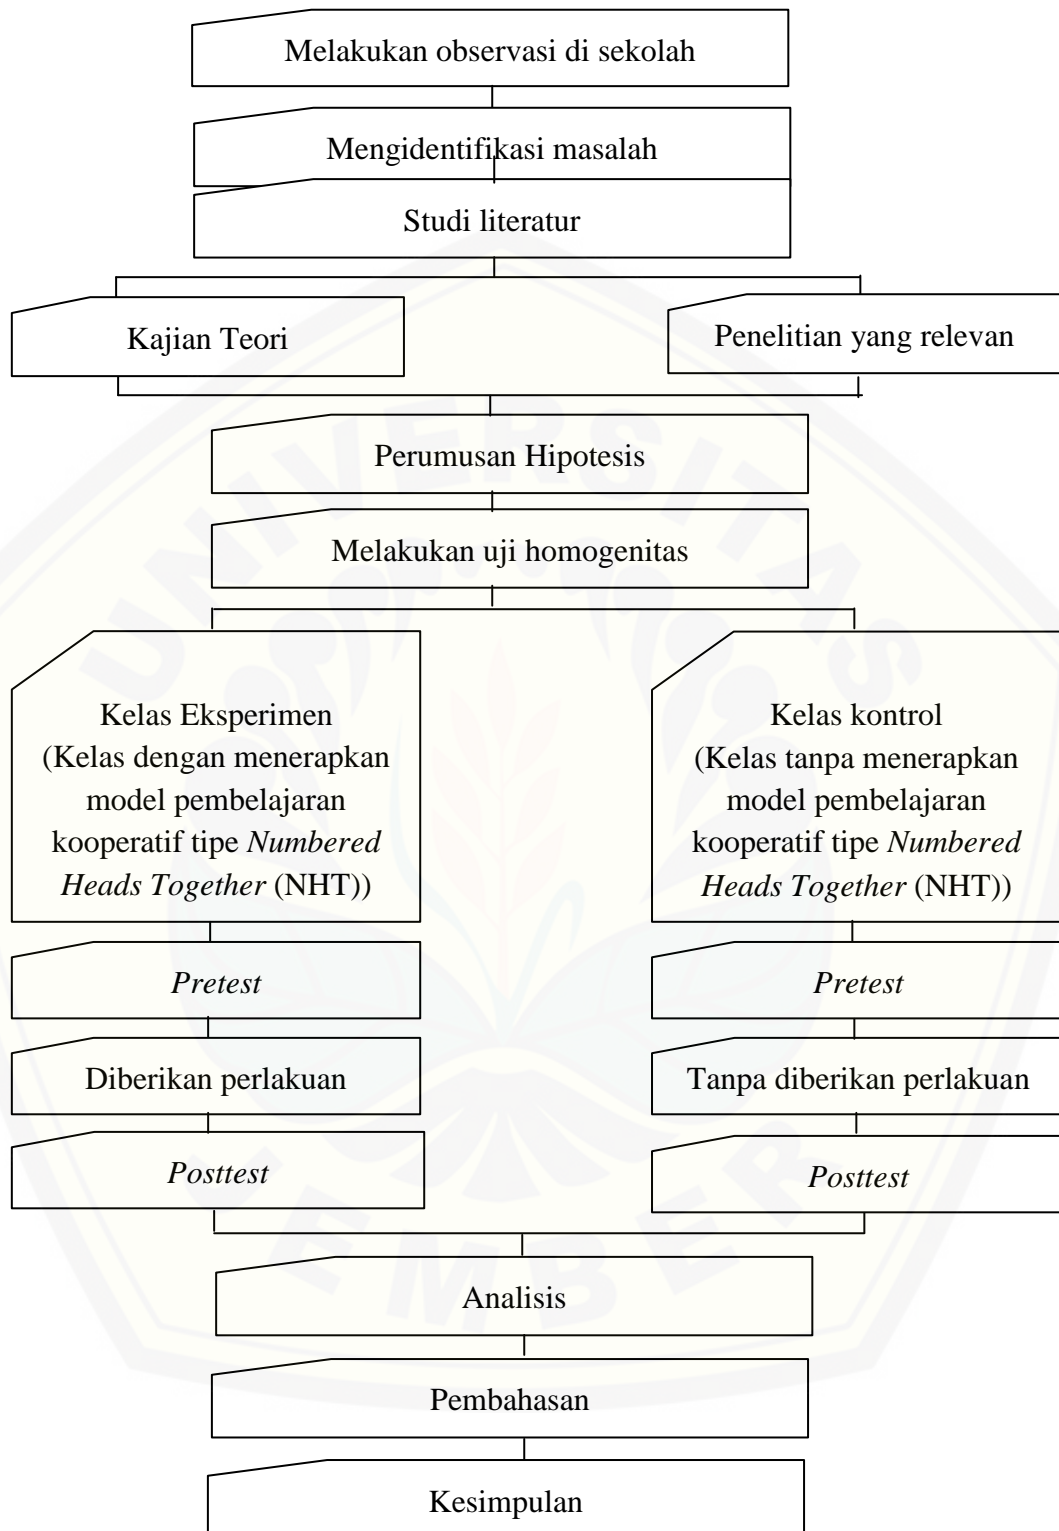 Melakukan observasi di sekolah
Mengidentifikasi masalah
Studi literatur
Kajian Teori
Penelitian yang relevan
Perumusan Hipotesis
Melakukan uji homogenitas
Kelas Eksperimen
(Kelas dengan menerapkan
model pembelajaran
kooperatif tipe Numbered
Heads Together (NHT))
Kelas kontrol
(Kelas tanpa menerapkan
model pembelajaran
kooperatif tipe Numbered
Heads Together (NHT))
Pretest
Pretest
Diberikan perlakuan
Tanpa diberikan perlakuan
Posttest
Posttest
Analisis
Pembahasan
Kesimpulan
UNIVERSITAS
JEMBER